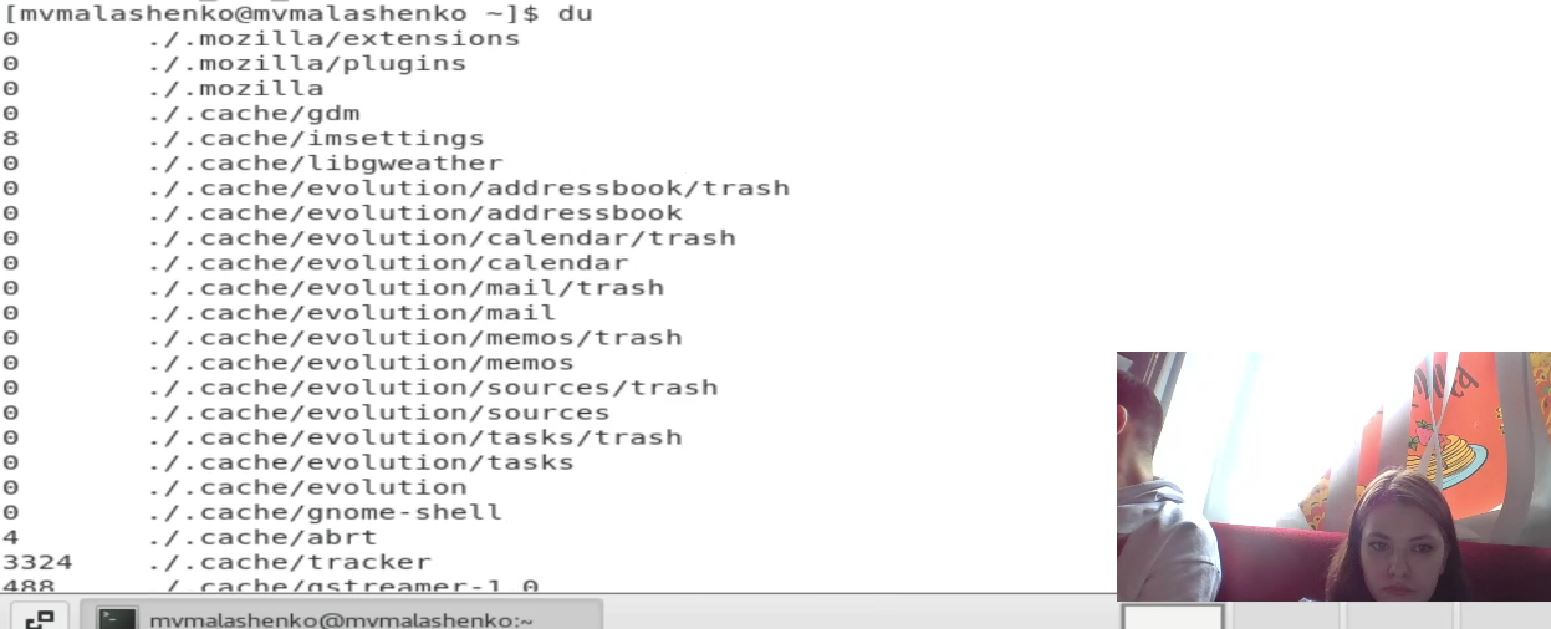 [mvmalashenko@mvmalashenko ~]$ du
0 ./.mozilla/extensions
0 ./.mozilla/plugins
0 ./.mozilla
0 ./.cache/gdm
8 ./.cache/imsettings
0 ./.cache/libgweather
0 ./.cache/evolution/addressbook/trash
0 ./.cache/evolution/addressbook
0 ./.cache/evolution/calendar/trash
0 ./.cache/evolution/calendar
0 ./.cache/evolution/mail/trash
0 ./.cache/evolution/mail
0 ./.cache/evolution/memos/trash
0 ./.cache/evolution/memos
0 ./.cache/evolution/sources/trash
0 ./.cache/evolution/sources
0 ./.cache/evolution/tasks/trash
0 ./.cache/evolution/tasks
0 ./.cache/evolution
0 ./.cache/gnome-shell
4 ./.cache/abrt
3324 ./.cache/tracker
488 ./.cache/gstreamer-1.0
mvmalashenko@mvmalashenko:~